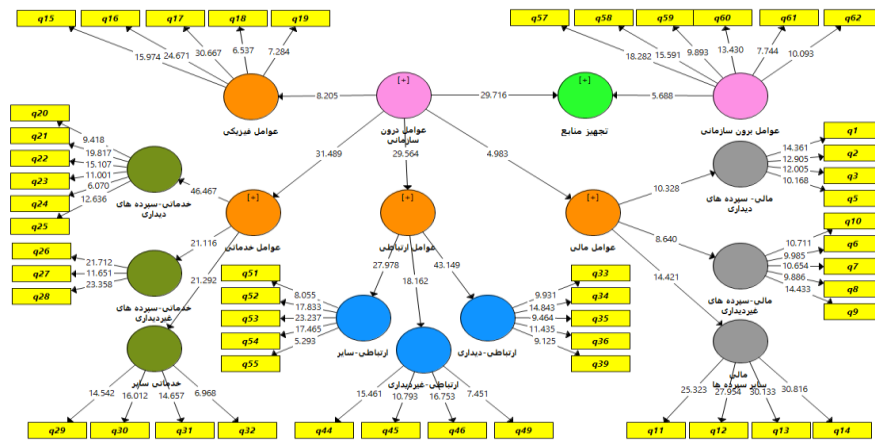 q15
q16
q17
q18
q19
q57
q58
q59
q60
q61
q62
15.974
24.671
30.667
6.537
7.284
18.282
15.591
9.893
13.430
7.744
10.093
[+]
[+]
8.205
29.716
5.688
عوامل فیزیکی
عوامل درون
سازمانی
تجهیز منابع
عوامل برون سازمانی
q20
q21
q22
q23
q24
q25
9.418
19.817
15.107
11.001
6.070
12.636
خدماتی-سپرده های
دیداری
31.489
29.564
4.983
46.467
[+]
[+]
[+]
عوامل خدماتی
عوامل ارتباطی
عوامل مالی
10.328
14.361
12.905
12.005
10.168
q1
q2
q3
q5
مالی- سپرده های
دیداری
q26
q27
q28
21.712
11.651
23.358
خدماتی-سپرده های
غیردیداری
21.116
21.292
27.978
18.162
43.149
8.640
14.421
q10
q6
q7
q8
q9
10.711
9.985
10.654
9.886
14.433
مالی-سپرده های
غیردیداری
q51
q52
q53
q54
q55
8.055
17.833
23.237
17.465
5.293
ارتباطی-سایر
9.931
14.843
9.464
11.435
9.125
q33
q34
q35
q36
q39
ارتباطی-دیداری
خدماتی سایر
ارتباطی-غیردیداری
مالی
سایر سپرده ها
14.542
16.012
14.657
6.968
15.461
10.793
16.753
7.451
25.323
27.954
30.133
30.816
q29
q30
q31
q32
q44
q45
q46
q49
q11
q12
q13
q14